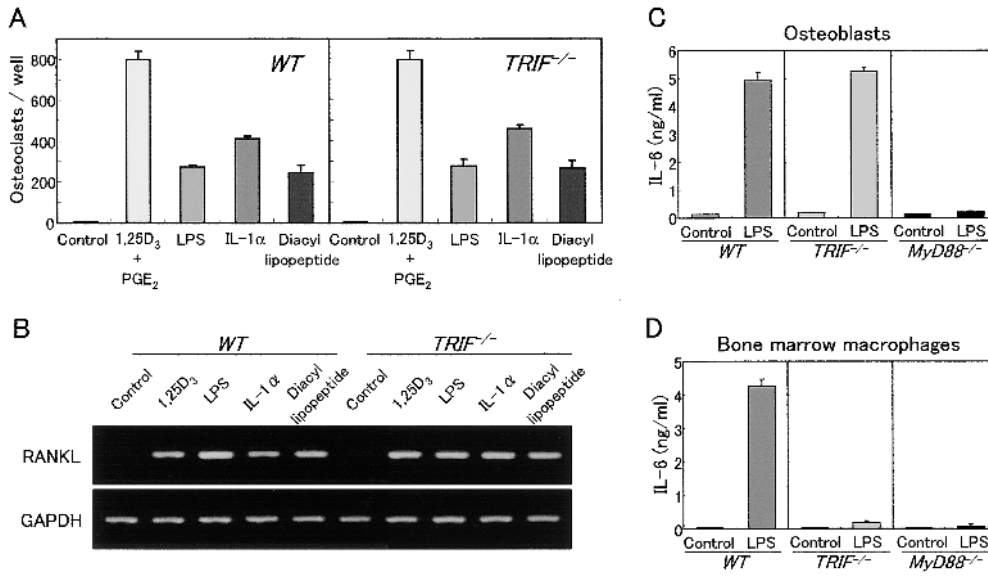 A
WT
TRIF-/-
Osteoclasts / well
800
600
400
200
0
Control 1,25D3 + PGE2 LPS IL-1α Diacyl lipopeptide
Control 1,25D3 + PGE2 LPS IL-1α Diacyl lipopeptide
B
WT TRIF-/-
Control 1,25D3 LPS IL-1α Diacyl lipopeptide Control 1,25D3 LPS IL-1α Diacyl lipopeptide
RANKL
GAPDH
C
Osteoblasts
IL-6 (ng/ml)
6
5
4
3
2
1
0
Control LPS Control LPS Control LPS
WT TRIF-/- MyD88-/-
D
Bone marrow macrophages
IL-6 (ng/ml)
5
4
3
2
1
0
Control LPS Control LPS Control LPS
WT TRIF-/- MyD88-/-